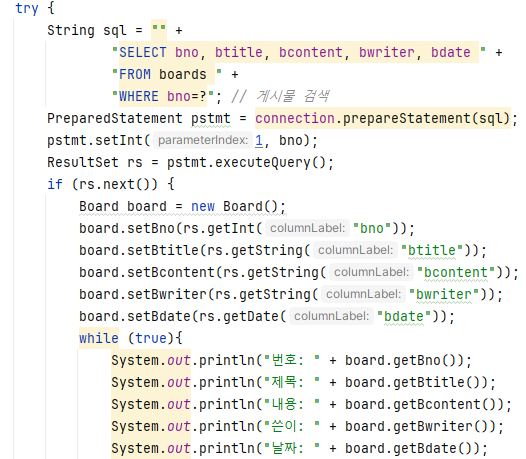 try {
String sql = "" +
"SELECT bno, btitle, bcontent, bwriter, bdate " +
"FROM boards " +
"WHERE bno=?"; // 게시물 검색
PreparedStatement pstmt = connection.prepareStatement(sql);
pstmt.setInt( parameterIndex: 1, bno);
ResultSet rs = pstmt.executeQuery();
if (rs.next()) {
Board board = new Board();
board.setBno(rs.getInt( columnLabel: "bno"));
board.setBtitle(rs.getString( columnLabel: "btitle"));
board.setBcontent(rs.getString( columnLabel: "bcontent"));
board.setBwriter(rs.getString( columnLabel: "bwriter"));
board.setBdate(rs.getDate( columnLabel: "bdate"));
while (true){
System.out.println("번호: " + board.getBno());
System.out.println("제목: " + board.getBtitle());
System.out.println("내용: " + board.getBcontent());
System.out.println("쓴이: " + board.getBwriter());
System.out.println("날짜: " + board.getBdate());